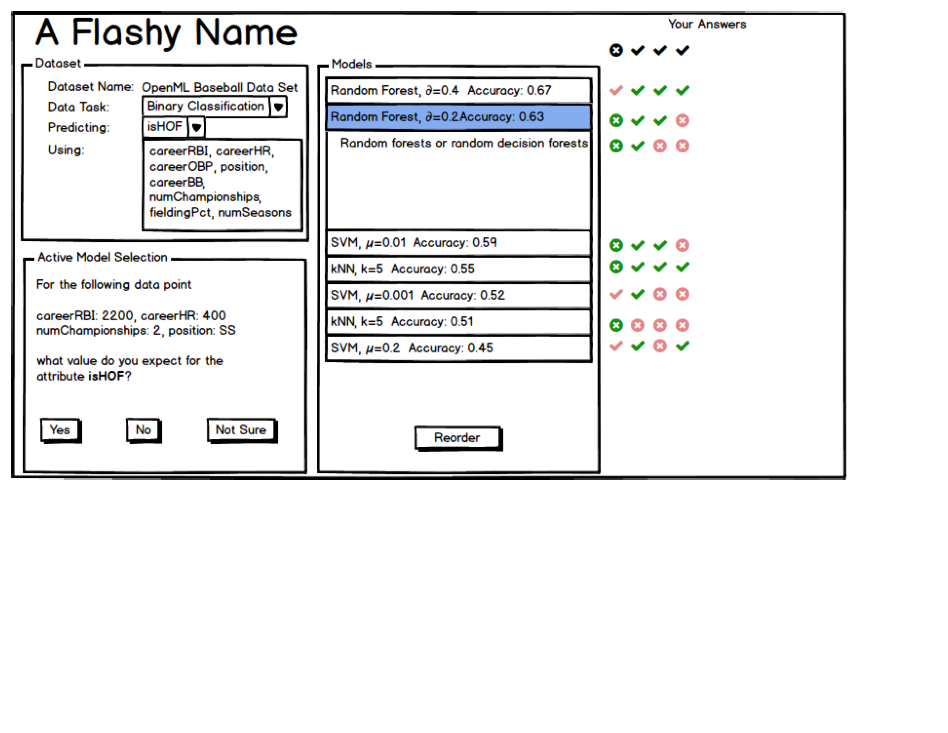 A Flashy Name
Your Answers
Dataset
Dataset Name: OpenML Baseball Data Set
Data Task: Binary Classification
Predicting: isHOF
Using: careerRBI, careerHR,
careerOBP, position,
careerBB,
numChampionships,
fieldingPct, numSeasons
Active Model Selection
For the following data point
careerRBI: 2200, careerHR: 400
numChampionships: 2, position: SS
what value do you expect for the
attribute isHOF?
Yes No Not Sure
Models
Random Forest, ∂=0.4 Accuracy: 0.67
Random Forest, ∂=0.2Accuracy: 0.63
Random forests or random decision forests
SVM, μ=0.01 Accuracy: 0.59
kNN, k=5 Accuracy: 0.55
SVM, μ=0.001 Accuracy: 0.52
kNN, k=5 Accuracy: 0.51
SVM, μ=0.2 Accuracy: 0.45
Reorder